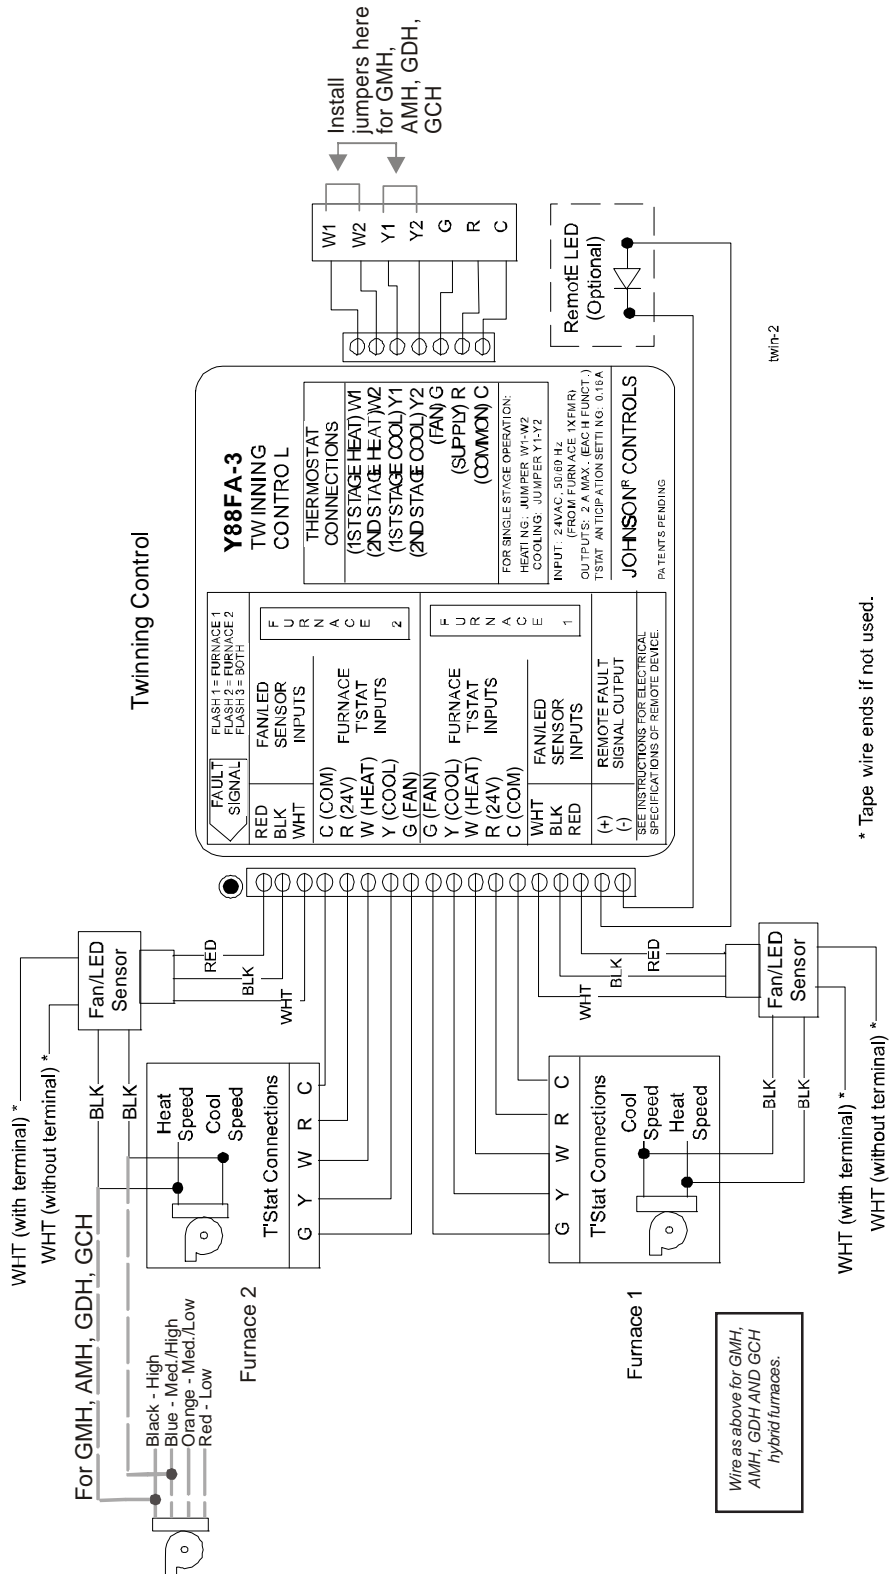 Twinning Control
FAULT
SIGNAL
FLASH 1 = FURNACE 1
FLASH 2 = FURNACE 2
FLASH 3 = BOTH
RED
BLK
WHT
FAN/LED
SENSOR
INPUTS
FURNACE 2
C (COM)
R (24V)
W (HEAT)
Y (COOL)
G (FAN)
FURNACE
T'STAT
INPUTS
G (FAN)
Y (COOL)
W (HEAT)
R (24V)
C (COM)
FURNACE
T'STAT
INPUTS
FURNACE 1
WHT
BLK
RED
FAN/LED
SENSOR
INPUTS
(+)
(-)
REMOTE FAULT
SIGNAL OUTPUT
SEE INSTRUCTIONS FOR ELECTRICAL
SPECIFICATIONS OF REMOTE DEVICE.
Y88FA-3
TWINNING
CONTROL
THERMOSTAT
CONNECTIONS
(1ST STAGE HEAT) W1
(2ND STAGE HEAT) W2
(1ST STAGE COOL) Y1
(2ND STAGE COOL) Y2
(FAN) G
(SUPPLY) R
(COMMON) C
FOR SINGLE STAGE OPERATION:
HEATING: JUMPER W1-W2
COOLING: JUMPER Y1-Y2
INPUT: 24VAC, 50/60 Hz
(FROM FURNACE 1XFMR)
OUTPUTS: 2 A MAX. (EACH FUNCT.)
T'STAT ANTICIPATION SETTING: 0.16A
JOHNSON R CONTROLS
PATENTS PENDING
W1
W2
Y1
Y2
G
R
C
Install
jumpers here
for GMH,
AMH, GDH,
GCH
RemotE LED
(Optional)
twin-2
WHT (with terminal) *
WHT (without terminal) *
Fan/LED
Sensor
BLK
BLK
RED
BLK
WHT
Heat
Speed
Cool
Speed
T'Stat Connections
G Y W R C
Furnace 2
For GMH, AMH, GDH, GCH
Black - High
Blue - Med./High
Orange - Med./Low
Red - Low
Cool
Speed
Heat
Speed
T'Stat Connections
G Y W R C
Furnace 1
WHT
BLK
RED
Fan/LED
Sensor
BLK
BLK
WHT (with terminal) *
WHT (without terminal) *
Wire as above for GMH,
AMH, GDH AND GCH
hybrid furnaces.
* Tape wire ends if not used.